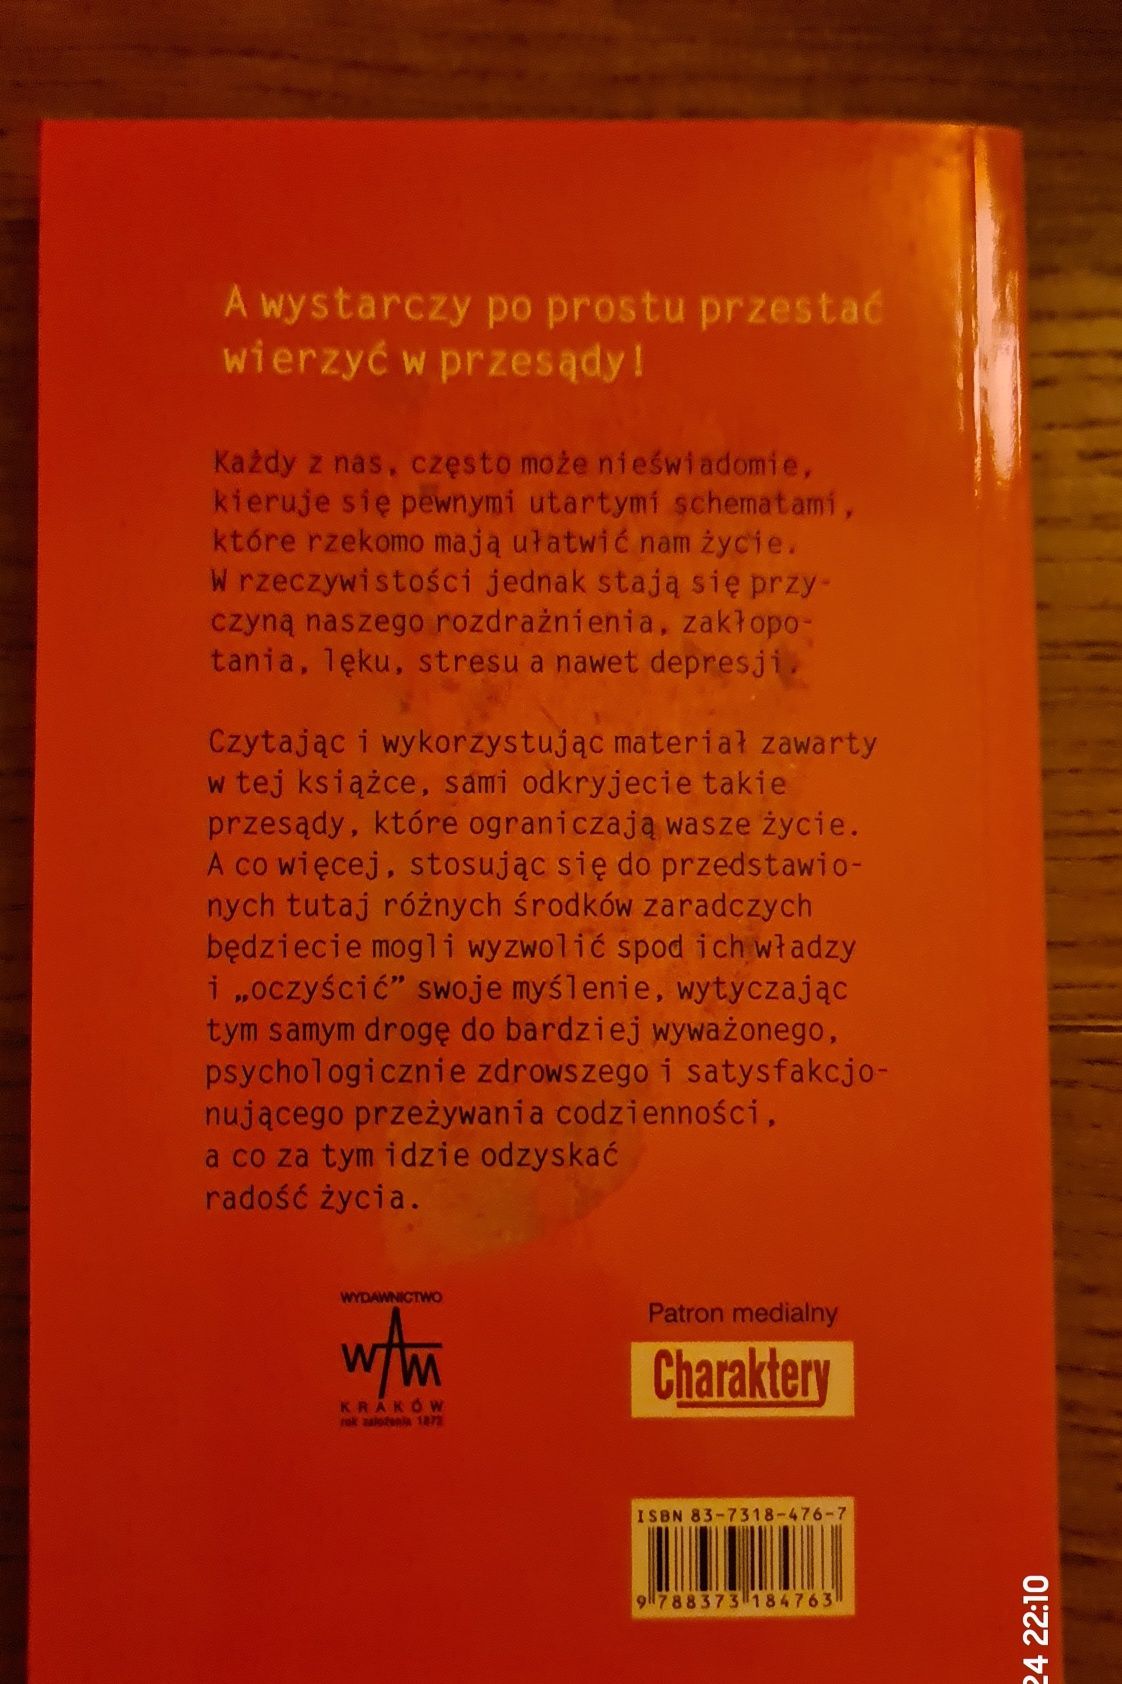 A wystarczy po prostu przestać
wierzyć w przesądy!
Każdy z nas, często może nieświadomie,
kieruje się pewnymi utartymi schematami,
które rzekomo mają ułatwić nam życie.
W rzeczywistości jednak stają się przy-
czyną naszego rozdrażnienia, zakłopo-
tania, lęku, stresu a nawet depresji.
Czytając i wykorzystując materiał zawarty
w tej książce, sami odkryjecie takie
przesądy, które ograniczają wasze życie.
A co więcej, stosując się do przedstawio-
nych tutaj różnych środków zaradczych
będziecie mogli wyzwolić spod ich władzy
i „oczyścić” swoje myślenie, wytyczając
tym samym drogę do bardziej wyważonego,
psychologicznie zdrowszego i satysfakcjo-
nującego przeżywania codzienności,
a co za tym idzie odzyskać
radość życia.
WYDAWNICTWO
WAM
KRAKÓW
rok założenia 1872
Patron medialny
Charaktery
ISBN 83-7318-476-7
9 788373 184763
24 22:10